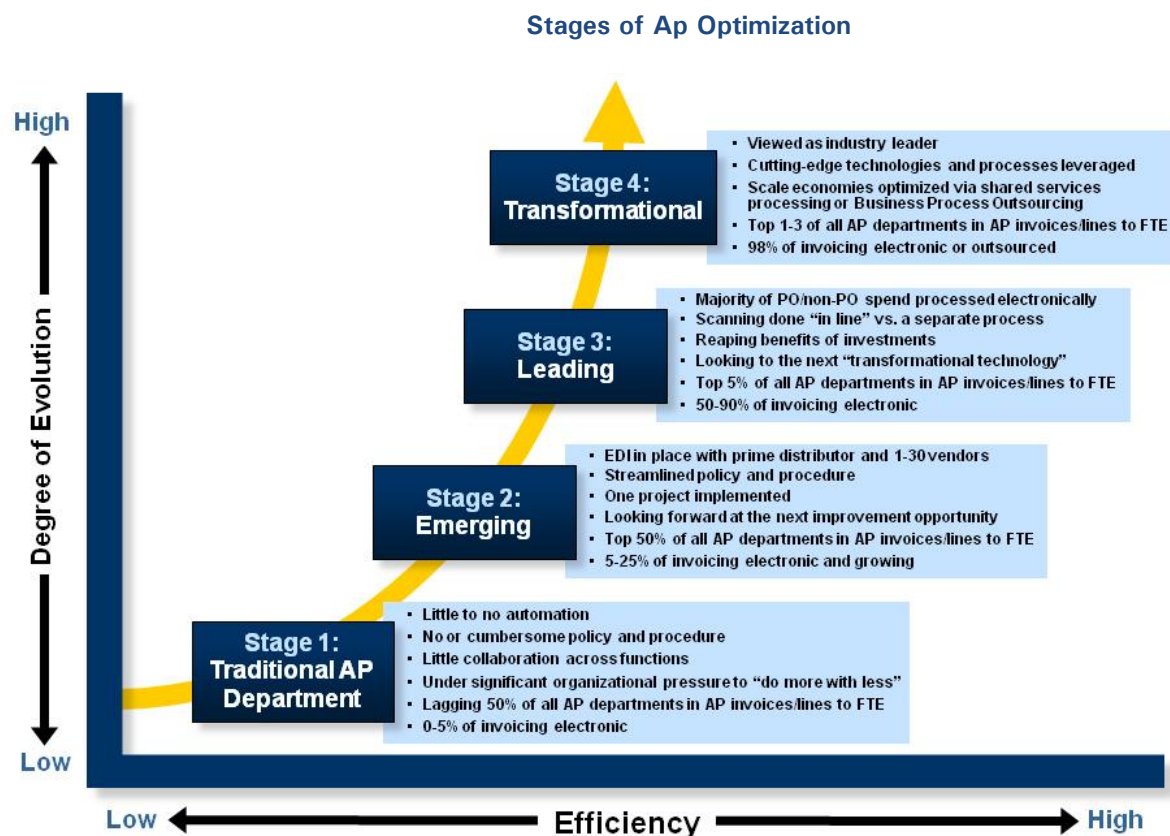 Stages of Ap Optimization
High
Degree of Evolution
Low
Stage 4:
Transformational
▪ Viewed as industry leader
▪ Cutting-edge technologies and processes leveraged
▪ Scale economies optimized via shared services
processing or Business Process Outsourcing
▪ Top 1-3 of all AP departments in AP invoices/lines to FTE
▪ 98% of invoicing electronic or outsourced
Stage 3:
Leading
▪ Majority of PO/non-PO spend processed electronically
▪ Scanning done “in line” vs. a separate process
▪ Reaping benefits of investments
▪ Looking to the next “transformational technology”
▪ Top 5% of all AP departments in AP invoices/lines to FTE
▪ 50-90% of invoicing electronic
Stage 2:
Emerging
▪ EDI in place with prime distributor and 1-30 vendors
▪ Streamlined policy and procedure
▪ One project implemented
▪ Looking forward at the next improvement opportunity
▪ Top 50% of all AP departments in AP invoices/lines to FTE
▪ 5-25% of invoicing electronic and growing
Stage 1:
Traditional AP
Department
▪ Little to no automation
▪ No or cumbersome policy and procedure
▪ Little collaboration across functions
▪ Under significant organizational pressure to “do more with less”
▪ Lagging 50% of all AP departments in AP invoices/lines to FTE
▪ 0-5% of invoicing electronic
Low
Efficiency
High